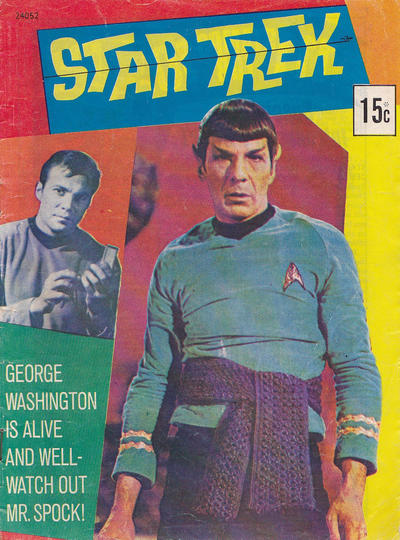 24052
STAR TREK
15c
GEORGE
WASHINGTON
IS ALIVE
AND WELL-
WATCH OUT
MR. SPOCK!